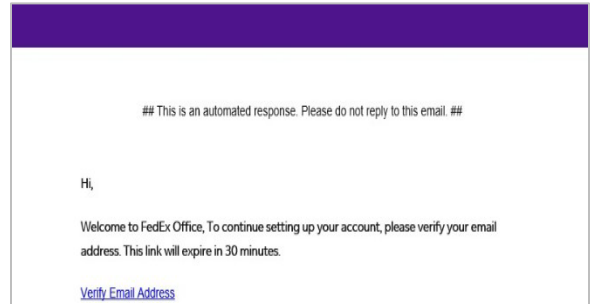 ## This is an automated response. Please do not reply to this email. ##
Hi,
Welcome to FedEx Office, To continue setting up your account, please verify your email
address. This link will expire in 30 minutes.
Verify Email Address